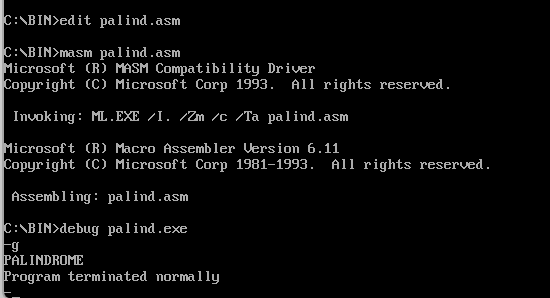 C:\BIN>edit palind.asm
C:\BIN>masm palind.asm
Microsoft (R) MASM Compatibility Driver
Copyright (C) Microsoft Corp 1993.  All rights reserved.
Invoking: ML.EXE /I. /Zm /c /Ta palind.asm
Microsoft (R) Macro Assembler Version 6.11
Copyright (C) Microsoft Corp 1981-1993.  All rights reserved.
Assembling: palind.asm
C:\BIN>debug palind.exe
-g
PALINDROME
Program terminated normally
-_